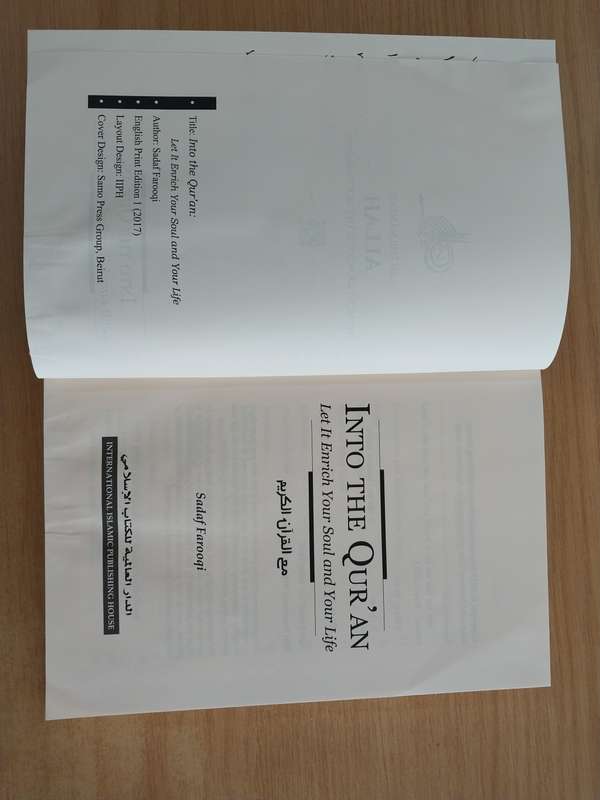 Title: Into the Qur'an:
Let It Enrich Your Soul and Your Life
Author: Sadaf Farooqi
English Print Edition 1 (2017)
Layout Design: IIPH
Cover Design: Samo Press Group, Beirut
INTO THE QUR'AN
Let It Enrich Your Soul and Your Life
مع القرآن الكريم
Sadaf Farooqi
الدار العالمية للكتاب الإسلامي
INTERNATIONAL ISLAMIC PUBLISHING HOUSE